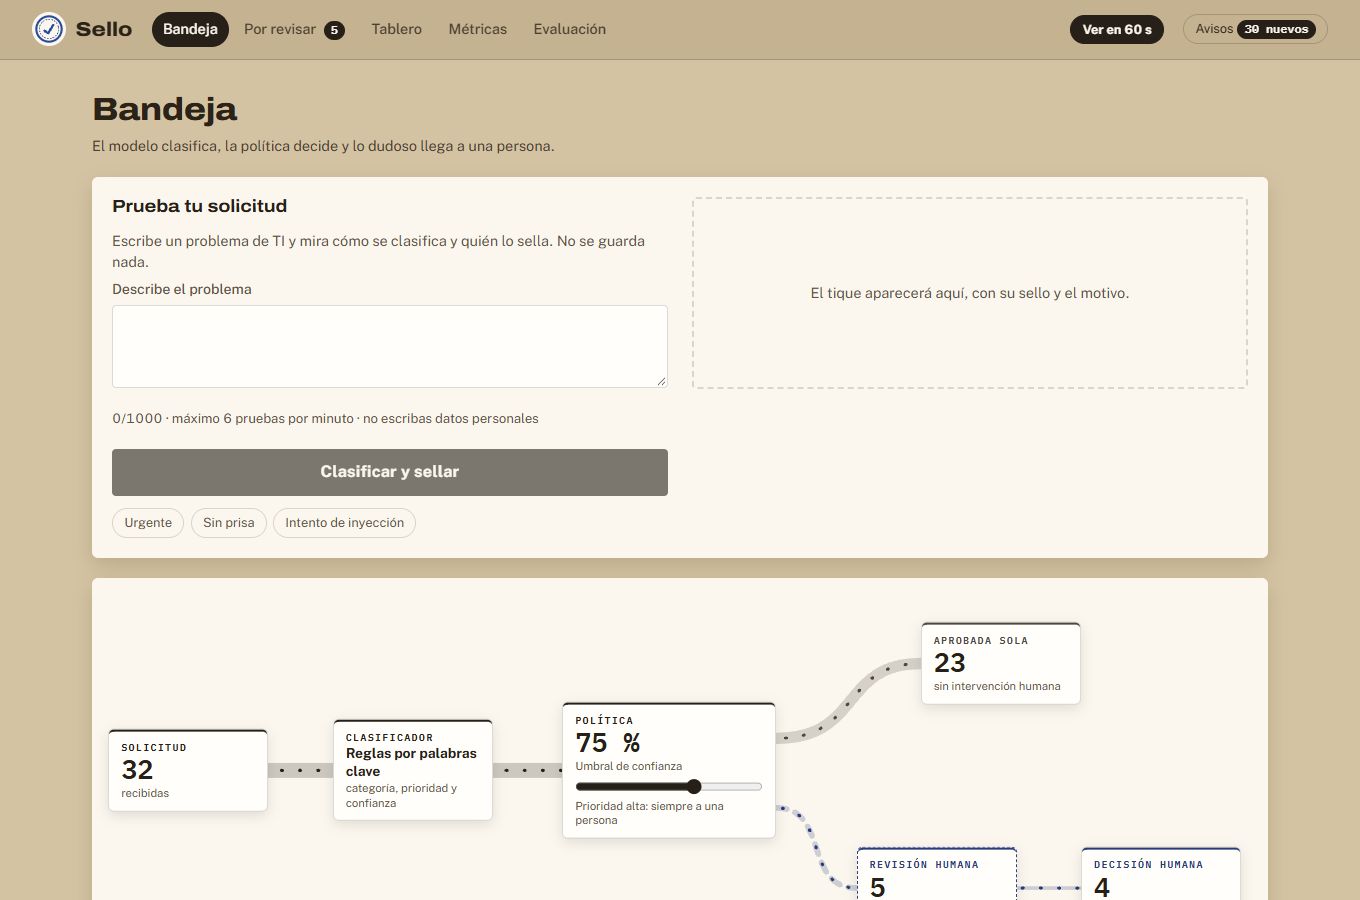 Sello
Bandeja
Por revisar 5
Tablero
Métricas
Evaluación
Ver en 60 s
Avisos 30 nuevos
Bandeja
El modelo clasifica, la política decide y lo dudoso llega a una persona.
Prueba tu solicitud
Escribe un problema de TI y mira cómo se clasifica y quién lo sella. No se guarda
nada.
Describe el problema
0/1000 · máximo 6 pruebas por minuto · no escribas datos personales
Clasificar y sellar
Urgente
Sin prisa
Intento de inyección
El tique aparecerá aquí, con su sello y el motivo.
SOLICITUD
32
recibidas
CLASIFICADOR
Reglas por palabras
clave
categoría, prioridad y
confianza
POLÍTICA
75 %
Umbral de confianza
Prioridad alta: siempre a una
persona
APROBADA SOLA
23
sin intervención humana
REVISIÓN HUMANA
5
DECISIÓN HUMANA
4